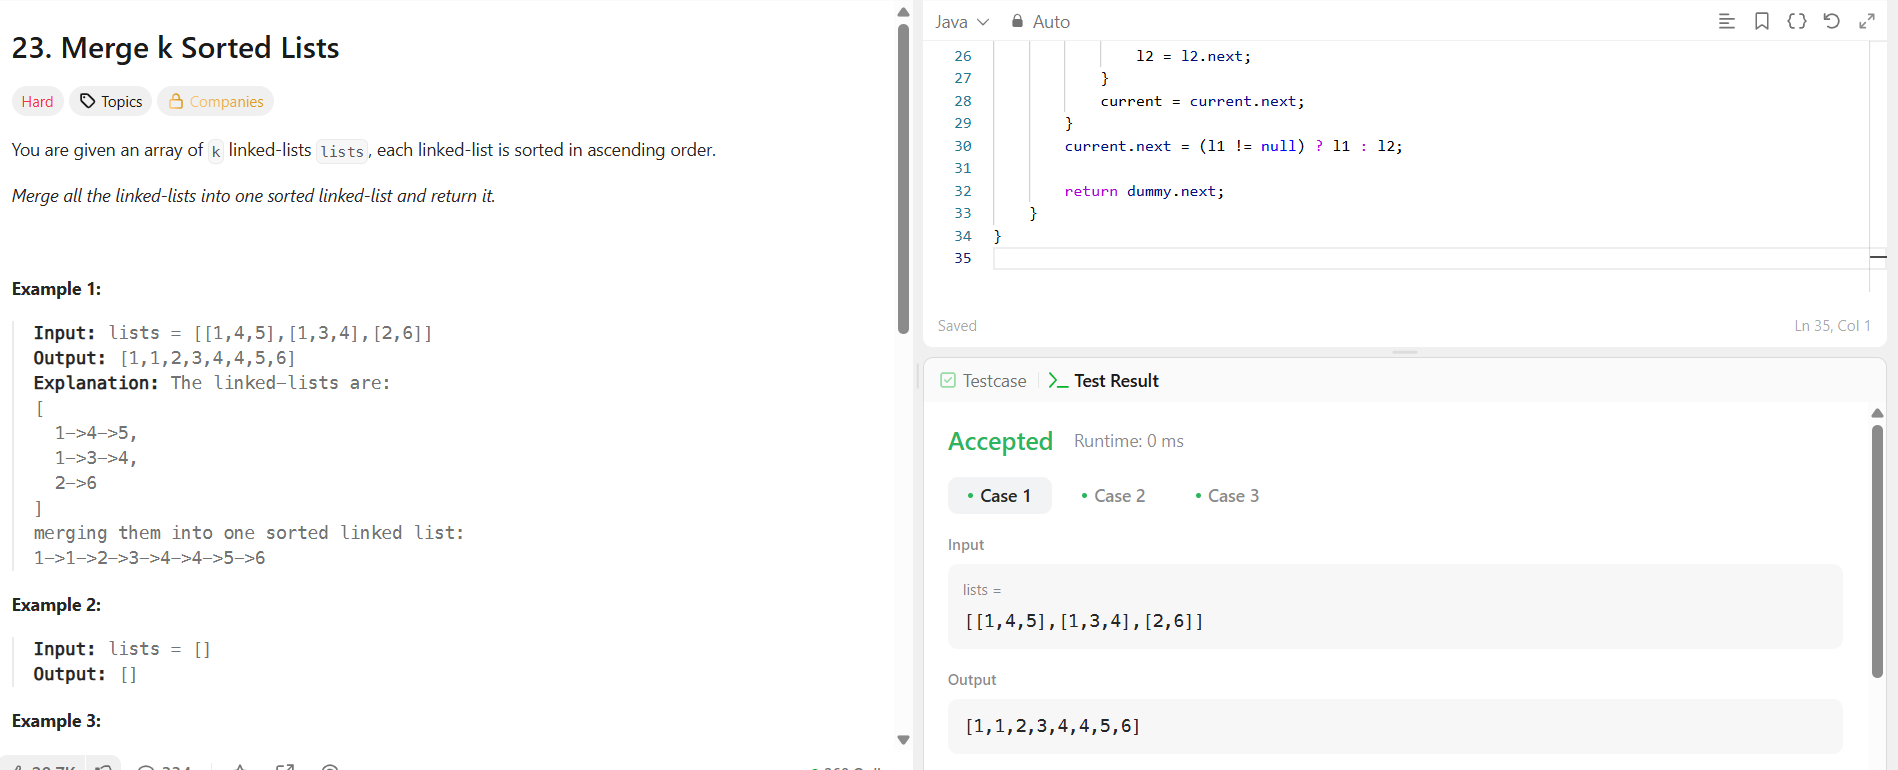 23. Merge k Sorted Lists
Hard Topics Companies
You are given an array of k linked-lists lists, each linked-list is sorted in ascending order.
Merge all the linked-lists into one sorted linked-list and return it.
Example 1:
Input: lists = [[1,4,5],[1,3,4],[2,6]]
Output: [1,1,2,3,4,4,5,6]
Explanation: The linked-lists are:
[
1->4->5,
1->3->4,
2->6
]
merging them into one sorted linked list:
1->1->2->3->4->4->5->6
Example 2:
Input: lists = []
Output: []
Example 3:
Java Auto
26 l2 = l2.next;
27 }
28 current = current.next;
29 }
30 current.next = (l1 != null) ? l1 : l2;
31
32 return dummy.next;
33 }
34 }
35
Saved Ln 35, Col 1
Testcase Test Result
Accepted Runtime: 0 ms
Case 1 Case 2 Case 3
Input
lists =
[[1,4,5],[1,3,4],[2,6]]
Output
[1,1,2,3,4,4,5,6]